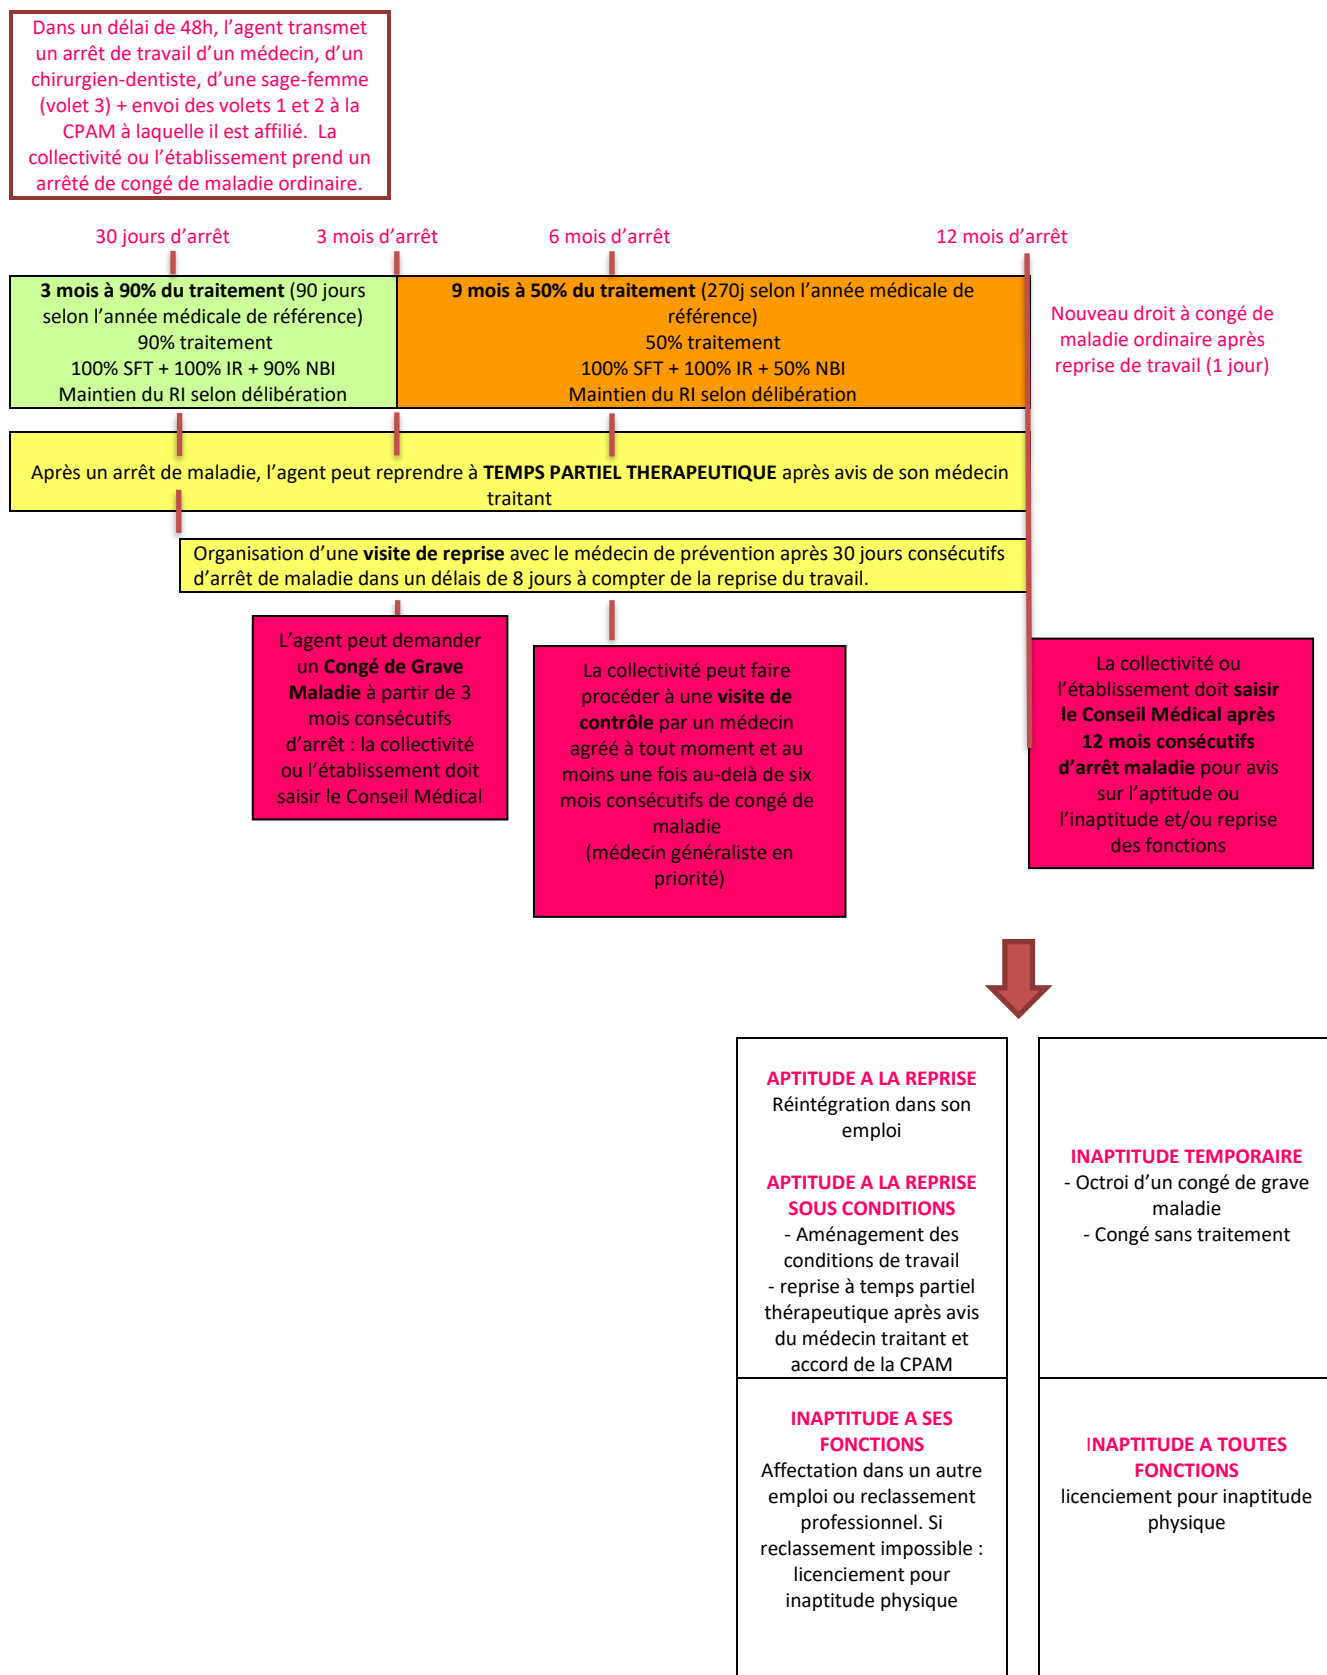 Dans un délai de 48h, l’agent transmet
un arrêt de travail d’un médecin, d’un
chirurgien-dentiste, d’une sage-femme
(volet 3) + envoi des volets 1 et 2 à la
CPAM à laquelle il est affilié.  La
collectivité ou l’établissement prend un
arrêté de congé de maladie ordinaire.
30 jours d’arrêt
3 mois d’arrêt
6 mois d’arrêt
12 mois d’arrêt
3 mois à 90% du traitement (90 jours
selon l’année médicale de référence)
90% traitement
100% SFT + 100% IR + 90% NBI
Maintien du RI selon délibération
9 mois à 50% du traitement (270j selon l’année médicale de
référence)
50% traitement
100% SFT + 100% IR + 50% NBI
Maintien du RI selon délibération
Nouveau droit à congé de
maladie ordinaire après
reprise de travail (1 jour)
Après un arrêt de maladie, l’agent peut reprendre à TEMPS PARTIEL THERAPEUTIQUE après avis de son médecin
traitant
Organisation d’une visite de reprise avec le médecin de prévention après 30 jours consécutifs
d’arrêt de maladie dans un délais de 8 jours à compter de la reprise du travail.
L’agent peut demander
un Congé de Grave
Maladie à partir de 3
mois consécutifs
d’arrêt : la collectivité
ou l’établissement doit
saisir le Conseil Médical
La collectivité peut faire
procéder à une visite de
contrôle par un médecin
agréé à tout moment et au
moins une fois au-delà de six
mois consécutifs de congé de
maladie
(médecin généraliste en
priorité)
La collectivité ou
l’établissement doit saisir
le Conseil Médical après
12 mois consécutifs
d’arrêt maladie pour avis
sur l’aptitude ou
l’inaptitude et/ou reprise
des fonctions
APTITUDE A LA REPRISE
Réintégration dans son
emploi
APTITUDE A LA REPRISE
SOUS CONDITIONS
- Aménagement des
conditions de travail
- reprise à temps partiel
thérapeutique après avis
du médecin traitant et
accord de la CPAM
INAPTITUDE TEMPORAIRE
- Octroi d’un congé de grave
maladie
- Congé sans traitement
INAPTITUDE A SES
FONCTIONS
Affectation dans un autre
emploi ou reclassement
professionnel. Si
reclassement impossible :
licenciement pour
inaptitude physique
INAPTITUDE A TOUTES
FONCTIONS
licenciement pour inaptitude
physique